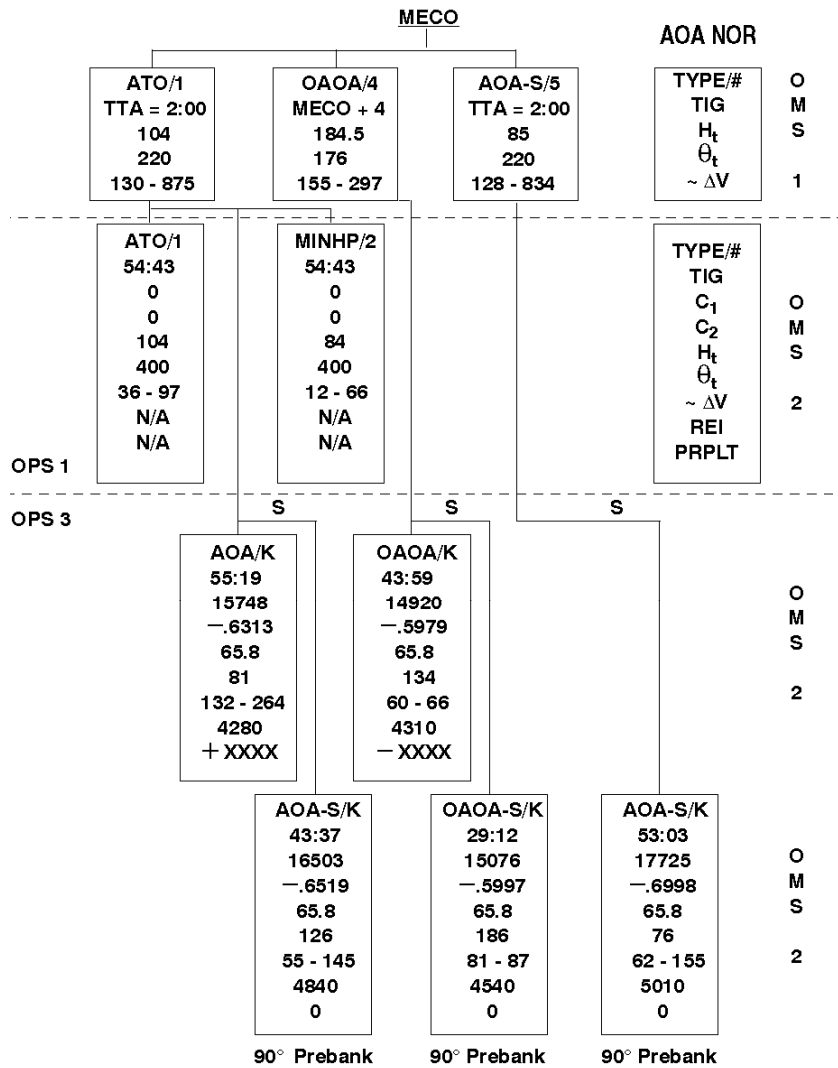 MECO
AOA NOR
ATO/1
TTA = 2:00
104
220
130 - 875
OAOA/4
MECO + 4
184.5
176
155 - 297
AOA-S/5
TTA = 2:00
85
220
128 - 834
TYPE/#
TIG
Ht
θt
~ ΔV
O
M
S
1
ATO/1
54:43
0
0
104
400
36 - 97
N/A
N/A
MINHP/2
54:43
0
0
84
400
12 - 66
N/A
N/A
TYPE/#
TIG
C1
C2
Ht
θt
~ ΔV
REI
PRPLT
O
M
S
2
OPS 1
OPS 3
S
S
S
AOA/K
55:19
15748
–.6313
65.8
81
132 - 264
4280
+ XXXX
OAOA/K
43:59
14920
–.5979
65.8
134
60 - 66
4310
– XXXX
O
M
S
2
AOA-S/K
43:37
16503
–.6519
65.8
126
55 - 145
4840
0
90° Prebank
OAOA-S/K
29:12
15076
–.5997
65.8
186
81 - 87
4540
0
90° Prebank
AOA-S/K
53:03
17725
–.6998
65.8
76
62 - 155
5010
0
90° Prebank
O
M
S
2